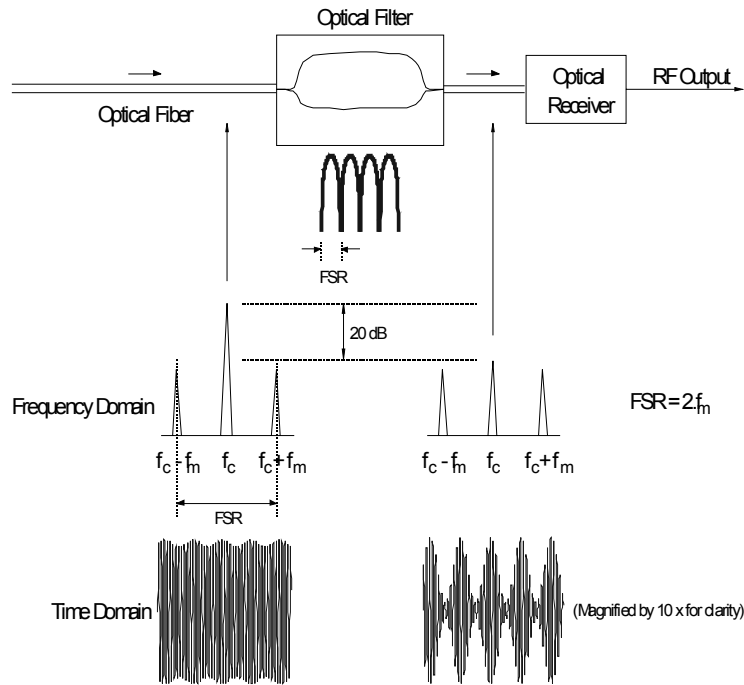 Optical Filter
Optical Fiber
Optical
Receiver
RF Output
FSR
20 dB
Frequency Domain
FSR = 2.fm
fc - fm fc fc + fm
fc - fm fc fc + fm
FSR
Time Domain
(Magnified by 10 x for clarity)